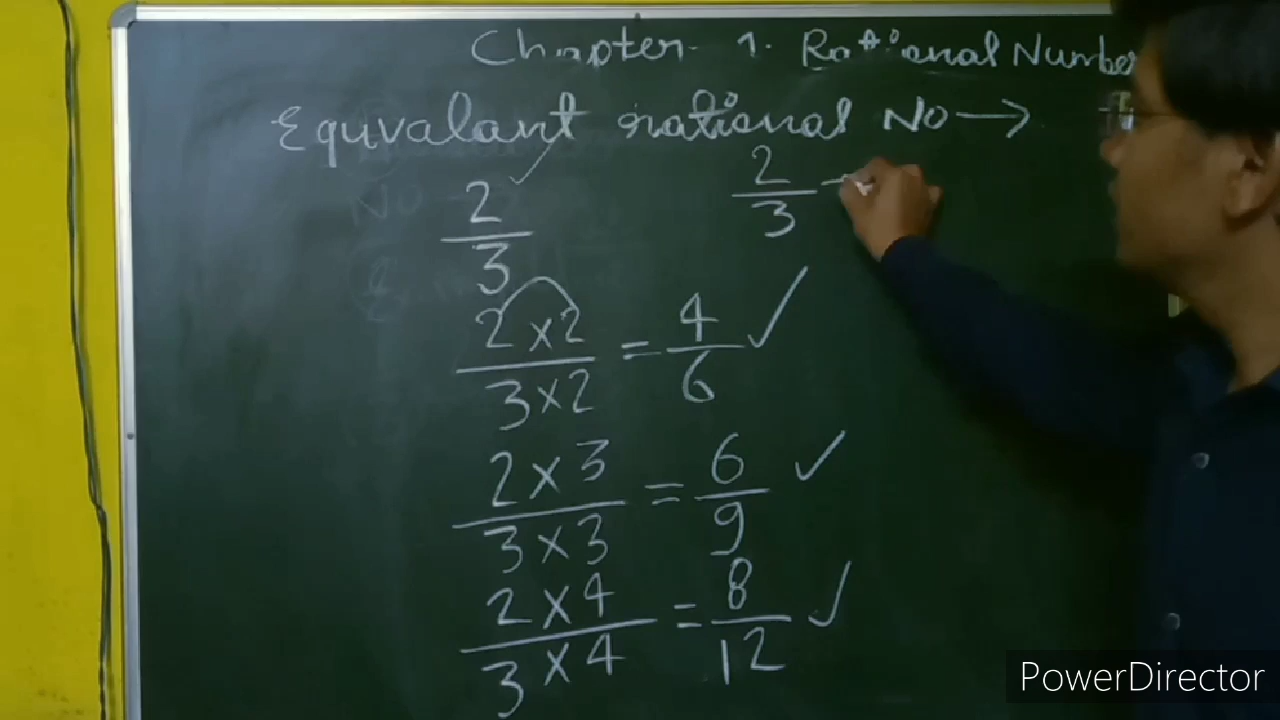 Chapter- 1. Rational Number
Equvalant rational No →
2/3 ✓
2/3
2×2/3×2 = 4/6 ✓
2×3/3×3 = 6/9 ✓
2×4/3×4 = 8/12 ✓
PowerDirector